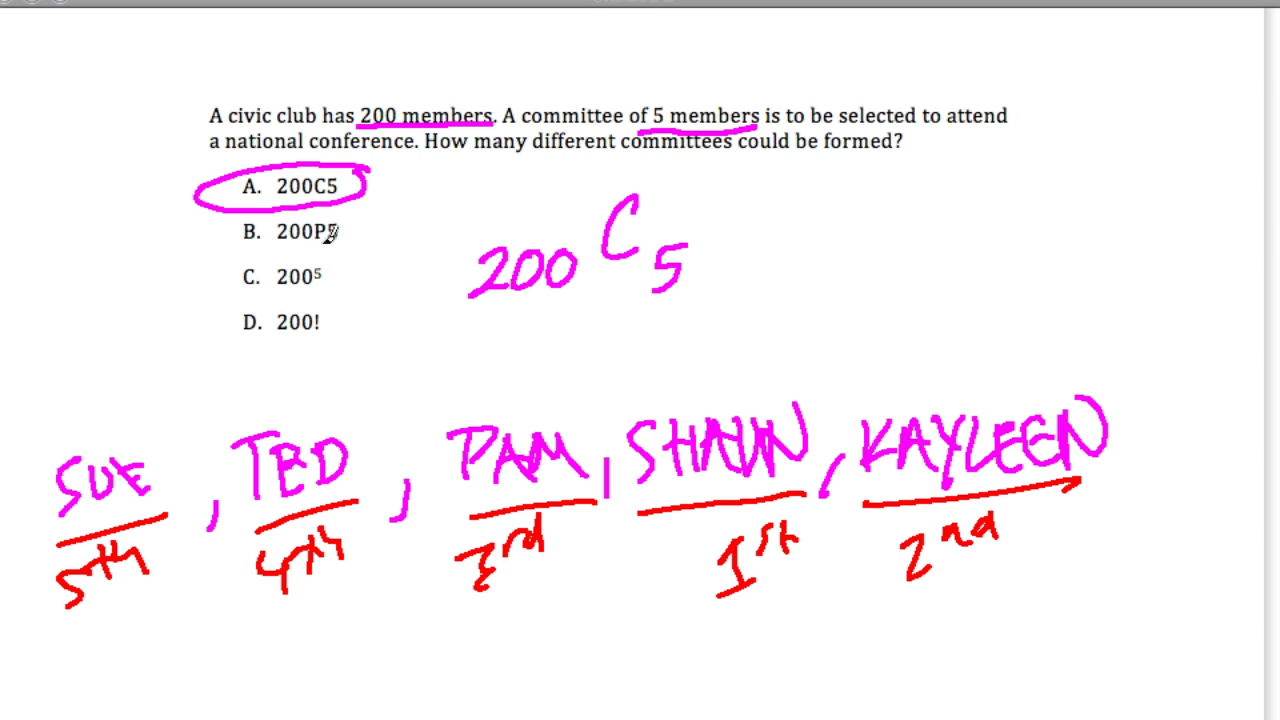 A civic club has 200 members. A committee of 5 members is to be selected to attend
a national conference. How many different committees could be formed?
A. 200C5
B. 200P5
C. 200⁵
D. 200!
200 C 5
SUE, TED, PAM, SHAUN, KAYLEEN
5th 4th 3rd 1st 2nd